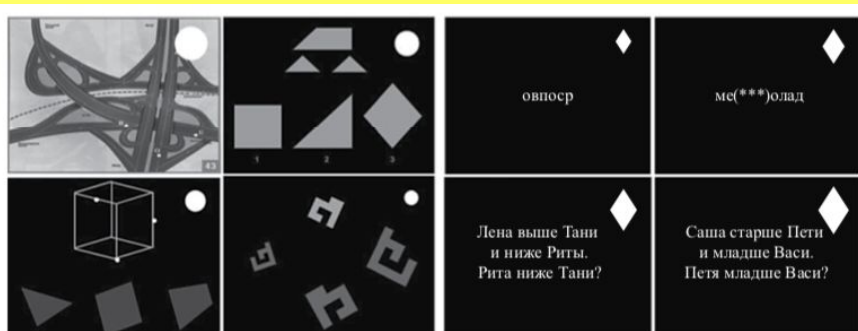 43
1
2
3
овпоср
ме(***)олад
Лена выше Тани
и ниже Риты.
Рита ниже Тани?
Саша старше Пети
и младше Васи.
Петя младше Васи?